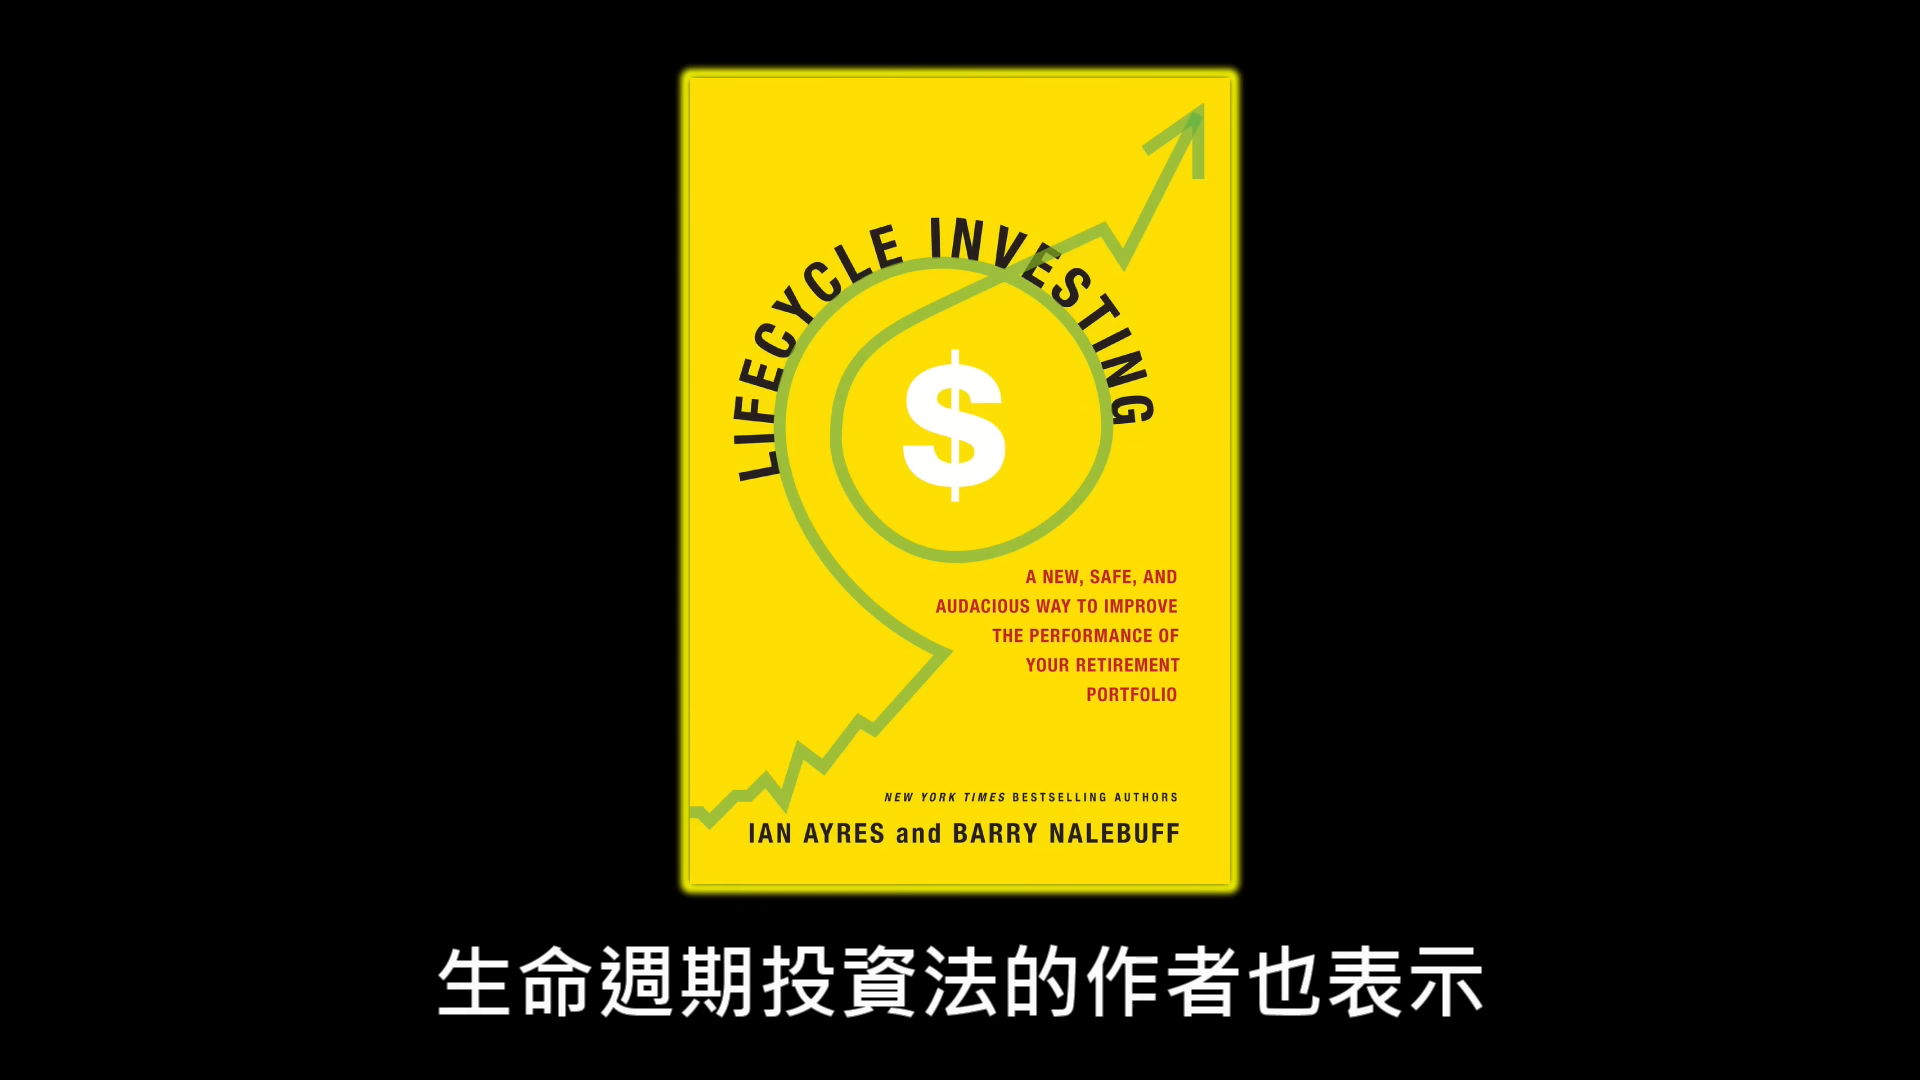 LIFECYCLE INVESTING
$
A NEW, SAFE, AND
AUDACIOUS WAY TO IMPROVE
THE PERFORMANCE OF
YOUR RETIREMENT
PORTFOLIO
NEW YORK TIMES BESTSELLING AUTHORS
IAN AYRES and BARRY NALEBUFF
生命週期投資法的作者也表示